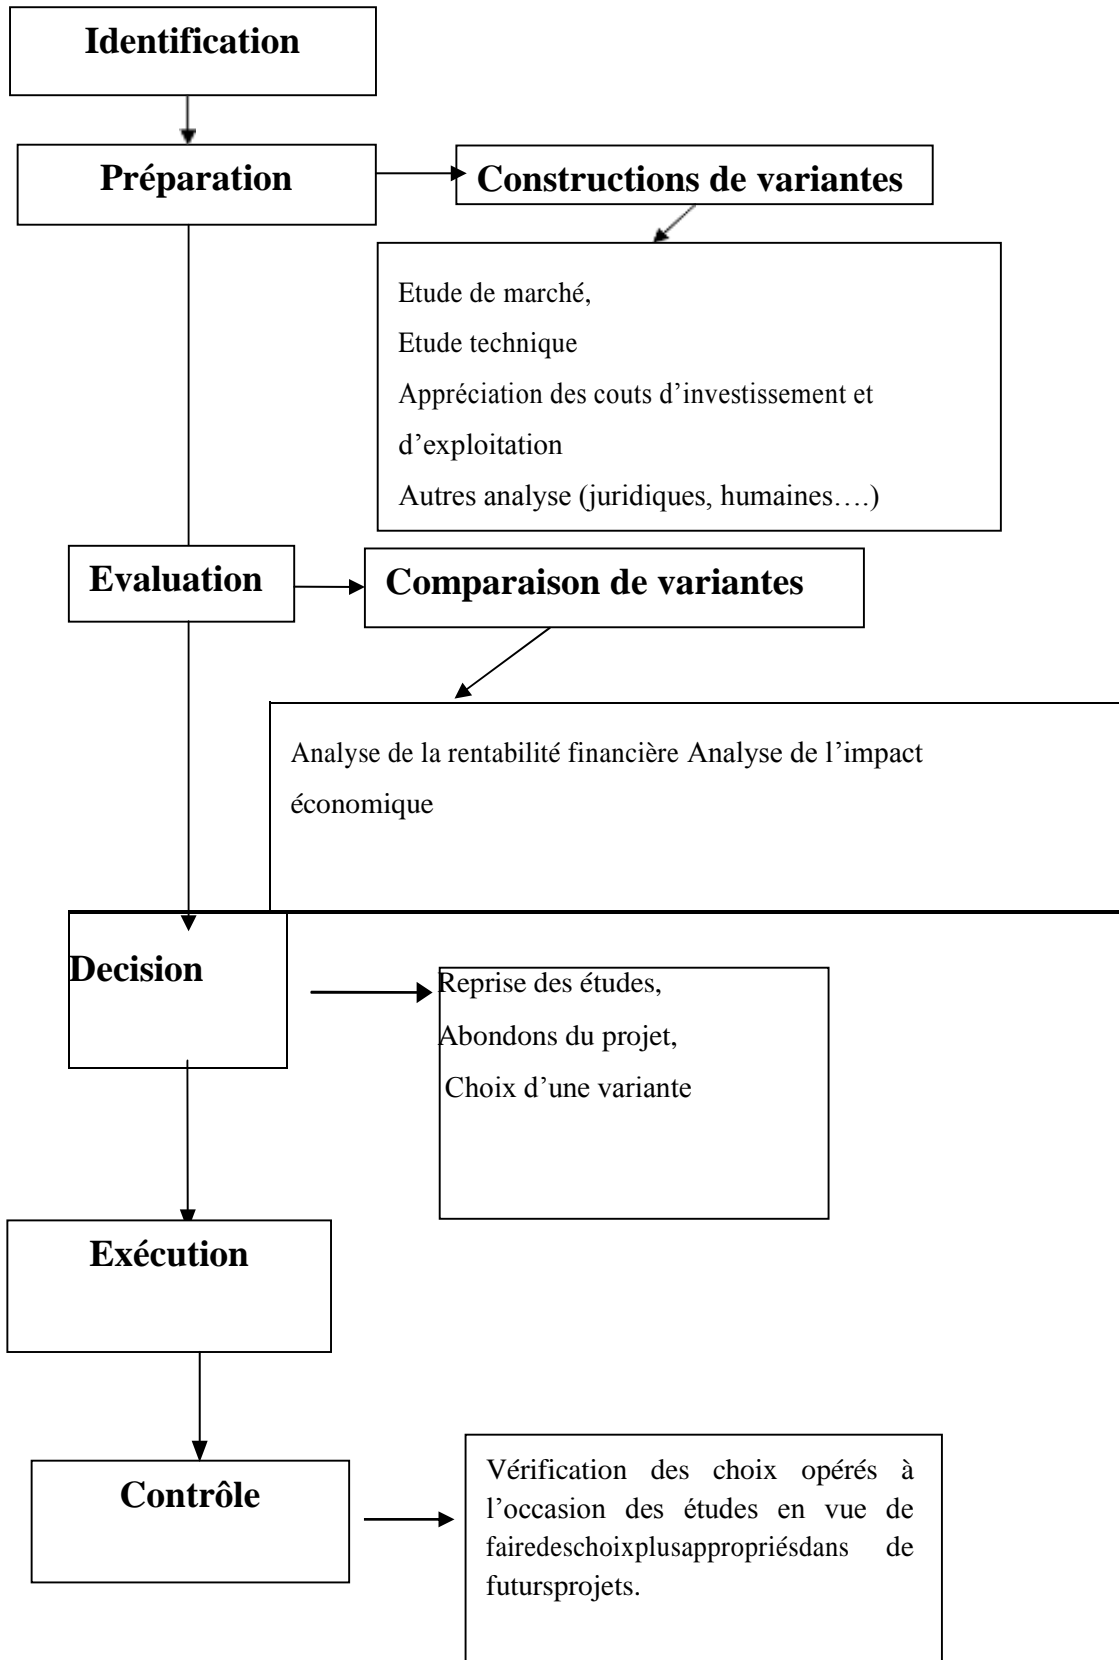 Identification
Préparation
Constructions de variantes
Etude de marché,
Etude technique
Appréciation des couts d’investissement et
d’exploitation
Autres analyse (juridiques, humaines….)
Evaluation
Comparaison de variantes
Analyse de la rentabilité financière Analyse de l’impact
économique
Decision
Reprise des études,
Abondons du projet,
Choix d’une variante
Exécution
Contrôle
Vérification des choix opérés à
l’occasion des études en vue de
fairedeschoixplusappropriésdans de
futursprojets.